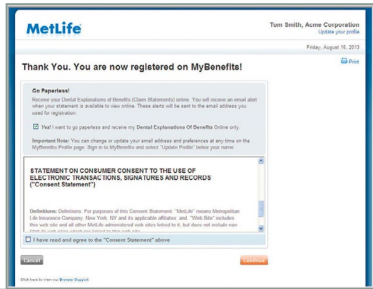 MetLife
Tom Smith, Acme Corporation
Update your profile
Friday, August 16, 2013
Print
Thank You. You are now registered on MyBenefits!
Go Paperless!
Receive your Dental Explanations of Benefits (Claim Statements) online. You will receive an email alert
when your statement is available to view online. These alerts will be sent to the email address you
used for registration.
Yes! I want to go paperless and receive my Dental Explanations Of Benefits Online only.
Important Note: You can change or update your email address and preferences at any time on the
MyBenefits Profile page. Sign in to MyBenefits and select "Update Profile" below your name.
STATEMENT ON CONSUMER CONSENT TO THE USE OF
ELECTRONIC TRANSACTIONS, SIGNATURES AND RECORDS
("Consent Statement")
Definitions: Definitions. For purposes of this Consent Statement: "MetLife" means Metropolitan
Life Insurance Company, New York, NY and its applicable affiliates and "Web Site" includes
this web site and all other MetLife administered web sites linked to it, but does not include non-
I have read and agree to the "Consent Statement" above
Cancel
Continue
Click here to view our Browser Support